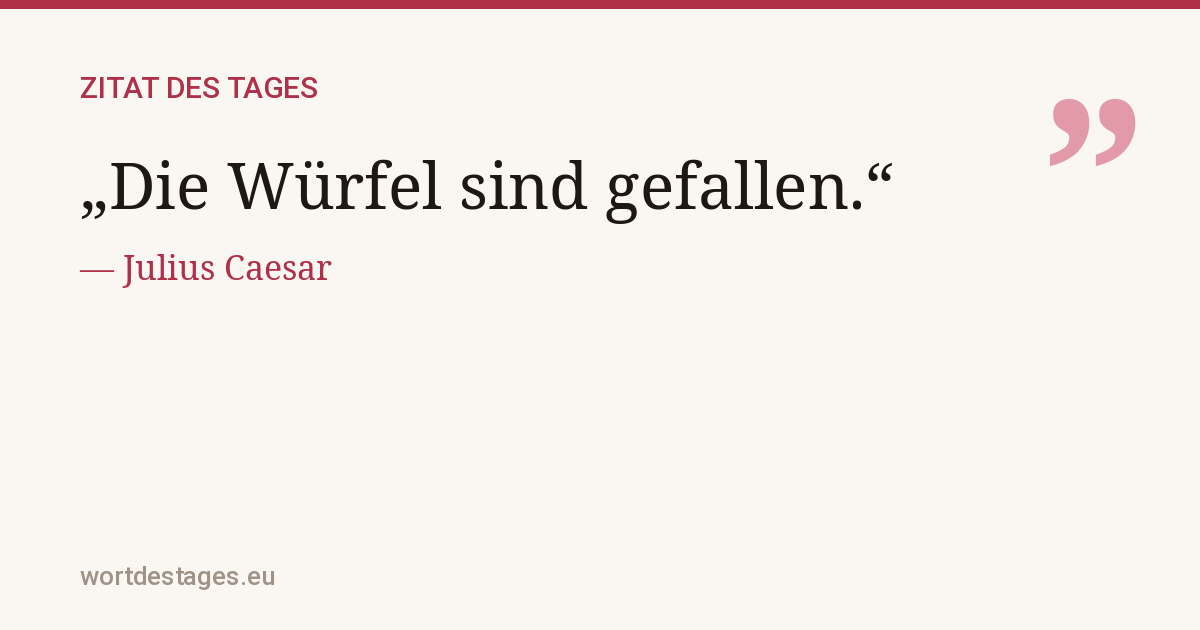 ZITAT DES TAGES
”
„Die Würfel sind gefallen.“
— Julius Caesar
wortdestages.eu